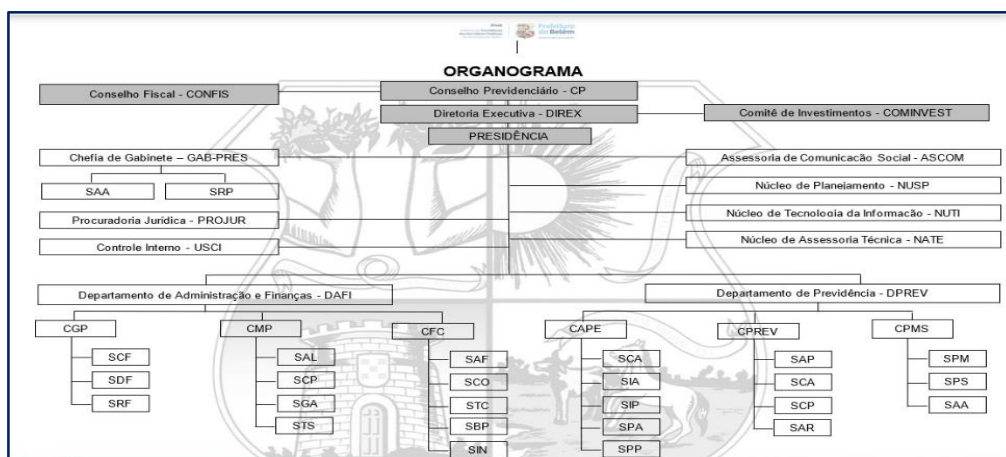 Prefeitura
de Belém
ORGANOGRAMA
Conselho Fiscal - CONFIS
Conselho Previdenciário - CP
Diretoria Executiva - DIREX
Comitê de Investimentos - COMINVEST
PRESIDÊNCIA
Chefia de Gabinete – GAB-PRES
Assessoria de Comunicacão Social - ASCOM
SAA
SRP
Núcleo de Planejamento - NUSP
Procuradoria Jurídica - PROJUR
Núcleo de Tecnologia da Informacão - NUTI
Controle Interno - USCI
Núcleo de Assessoria Técnica - NATE
Departamento de Administração e Finanças - DAFI
Departamento de Previdência - DPREV
CGP
CMP
CFC
CAPE
CPREV
CPMS
SCF
SDF
SRF
SAL
SCP
SGA
STS
SAF
SCO
STC
SBP
SIN
SCA
SIA
SIP
SPA
SPP
SAP
SCA
SCP
SAR
SPM
SPS
SAA